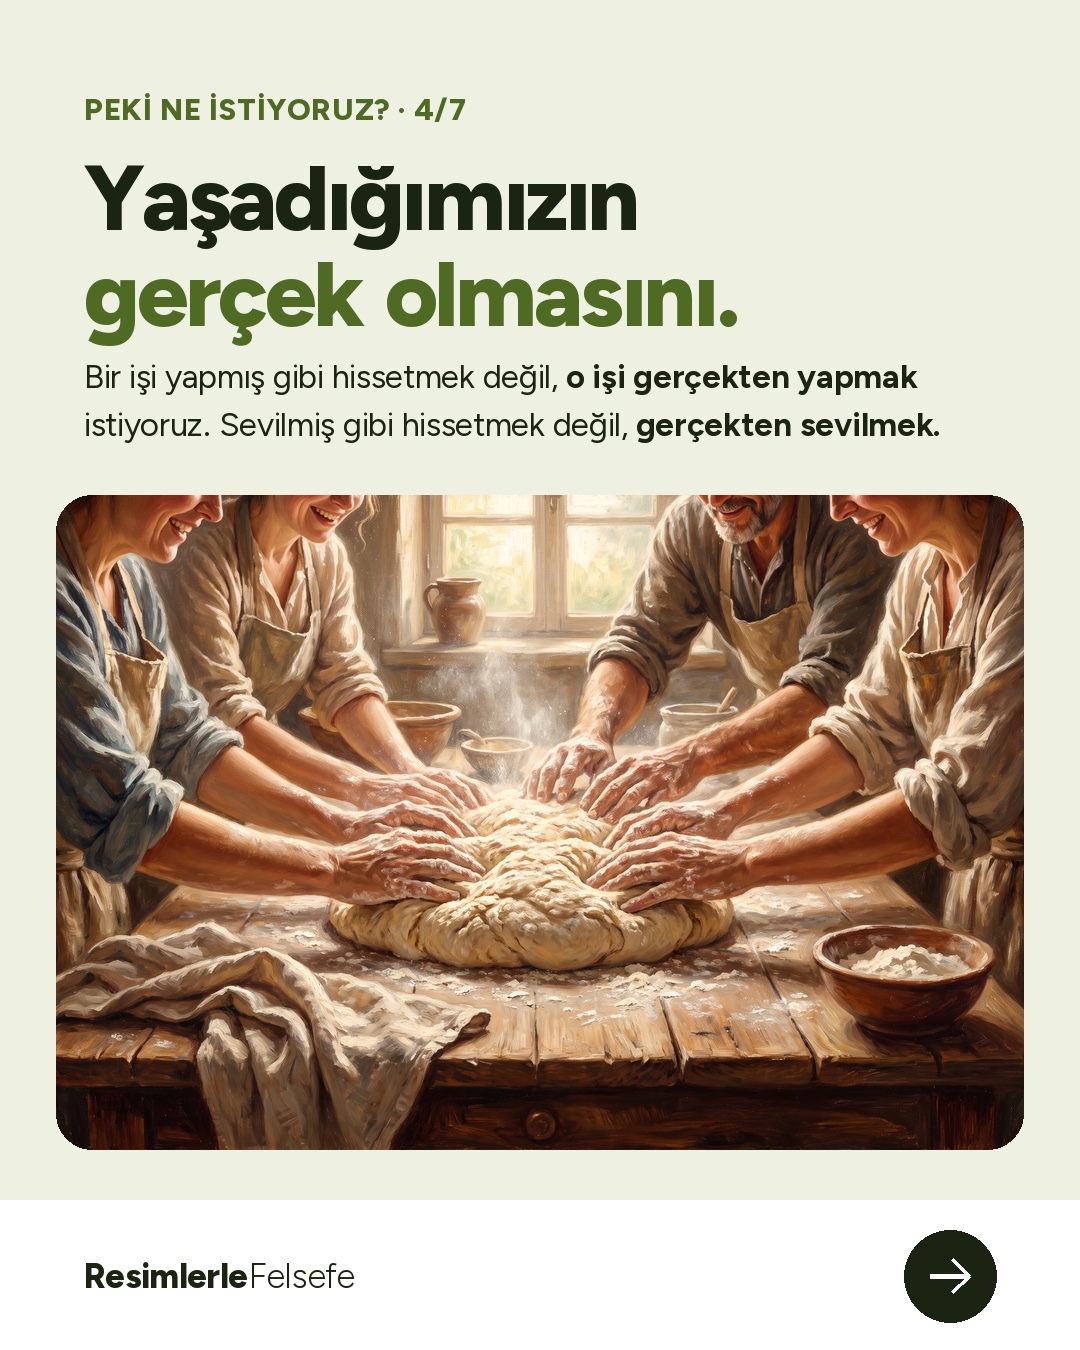 PEKİ NE İSTİYORUZ? · 4/7
Yaşadığımızın
gerçek olmasını.
Bir işi yapmış gibi hissetmek değil, o işi gerçekten yapmak
istiyoruz. Sevilmiş gibi hissetmek değil, gerçekten sevilmek.
ResimlerleFelsefe